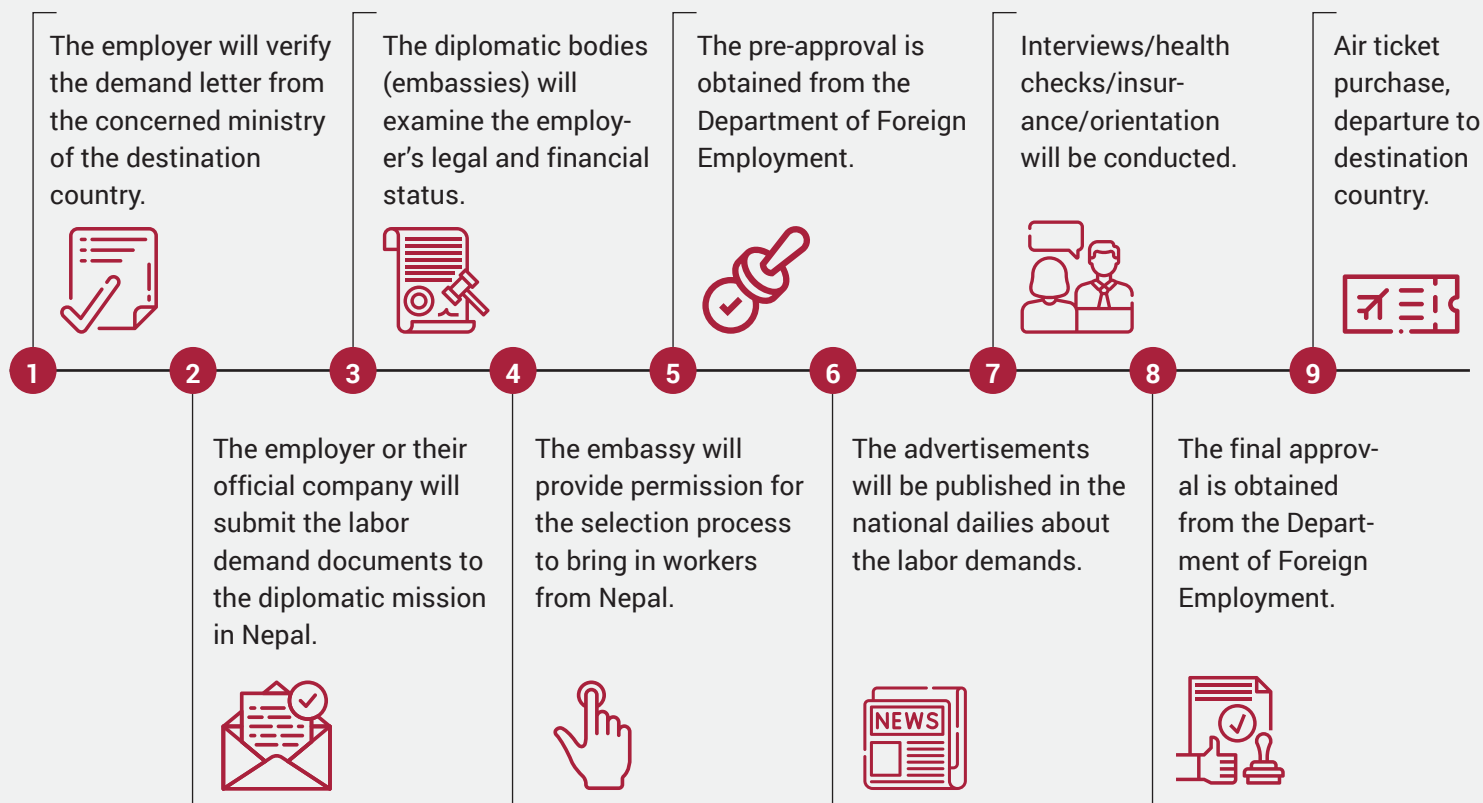 The employer will verify
the demand letter from
the concerned ministry
of the destination
country.
1
The employer or their
official company will
submit the labor
demand documents to
the diplomatic mission
in Nepal.
2
The diplomatic bodies
(embassies) will
examine the employ-
er's legal and financial
status.
3
The embassy will
provide permission for
the selection process
to bring in workers
from Nepal.
4
The pre-approval is
obtained from the
Department of Foreign
Employment.
5
The advertisements
will be published in the
national dailies about
the labor demands.
NEWS
6
Interviews/health
checks/insur-
ance/orientation
will be conducted.
7
The final approv-
al is obtained
from the Depart-
ment of Foreign
Employment.
8
Air ticket
purchase,
departure to
destination
country.
9